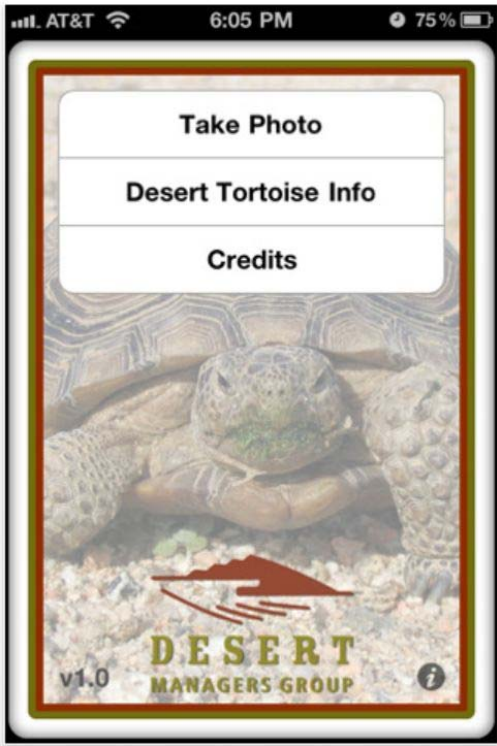 AT&T 6:05 PM 75%
Take Photo
Desert Tortoise Info
Credits
DESERT
MANAGERS GROUP
v1.0
i